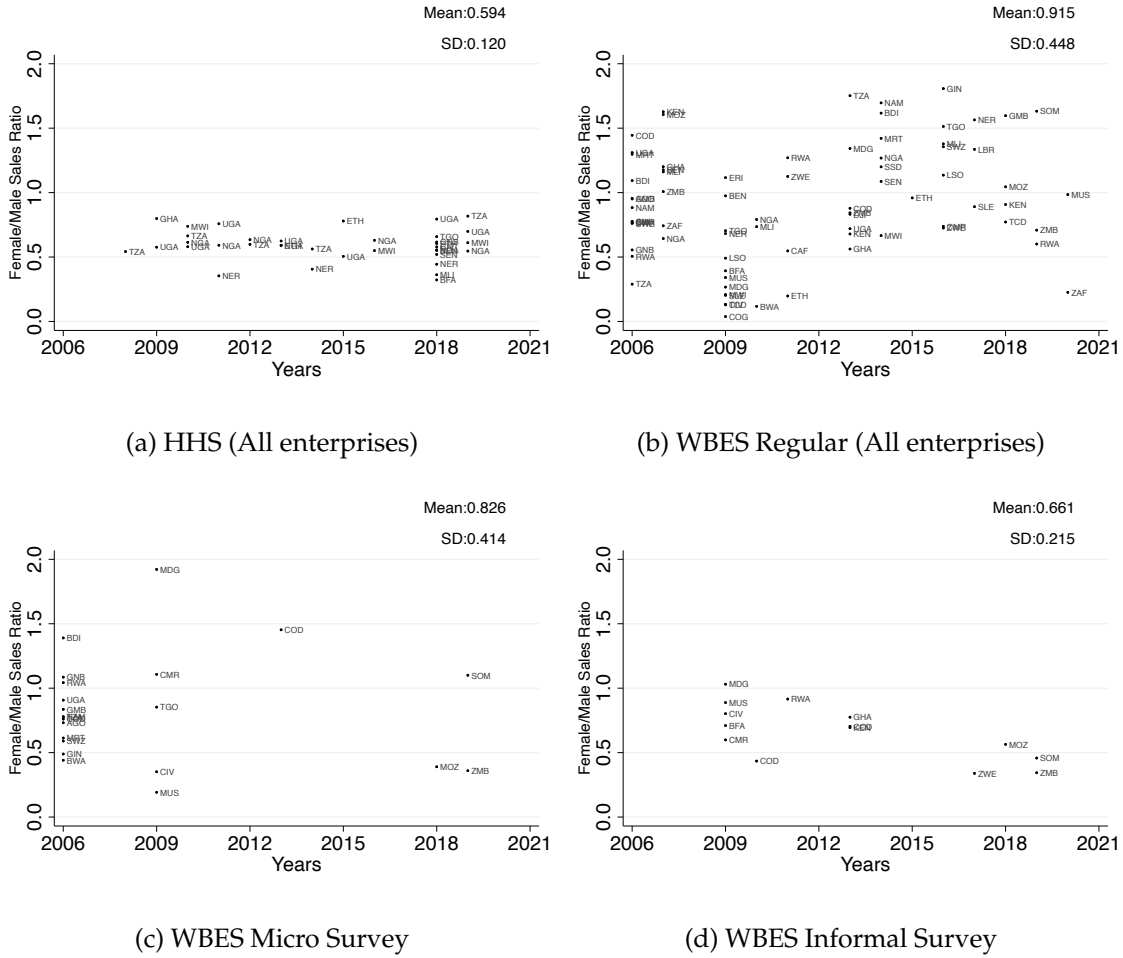 Mean:0.594
SD:0.120
Female/Male Sales Ratio
2.0
1.5
1.0
0.5
0.0
GHA
TZA
UGA
MWI
TZA
NGA
UGA
UGA
NGA
NER
NGA
TZA
UGA
TZA
NER
ETH
UGA
NGA
MWI
UGA
TGO
GNB
SEN
NER
MLI
BFA
TZA
UGA
MWI
NGA
2006 2009 2012 2015 2018 2021
Years
(a) HHS (All enterprises)
Mean:0.915
SD:0.448
Female/Male Sales Ratio
2.0
1.5
1.0
0.5
0.0
COD
UGA
MRT
BDI
NAM
GNB
RWA
TZA
KEN
MOZ
GHA
MLI
ZMB
ZAF
NGA
ERI
BEN
TGO
NER
LSO
BFA
MUS
MDG
COG
NGA
MLI
BWA
RWA
ZWE
CAF
ETH
TZA
MDG
COD
ZMB
UGA
KEN
GHA
NAM
BDI
MRT
NGA
SSD
SEN
MWI
ETH
GIN
TGO
MLI
SWZ
LSO
NER
LBR
SLE
GMB
MOZ
KEN
TCD
SOM
ZMB
RWA
MUS
ZAF
2006 2009 2012 2015 2018 2021
Years
(b) WBES Regular (All enterprises)
Mean:0.826
SD:0.414
Female/Male Sales Ratio
2.0
1.5
1.0
0.5
0.0
BDI
GNB
RWA
UGA
GMB
AGO
MRT
SWZ
GIN
BWA
MDG
CMR
TGO
CIV
MUS
COD
MOZ
SOM
ZMB
2006 2009 2012 2015 2018 2021
Years
(c) WBES Micro Survey
Mean:0.661
SD:0.215
Female/Male Sales Ratio
2.0
1.5
1.0
0.5
0.0
MDG
MUS
CIV
BFA
CMR
COD
RWA
GHA
COD
KEN
ZWE
MOZ
SOM
ZMB
2006 2009 2012 2015 2018 2021
Years
(d) WBES Informal Survey